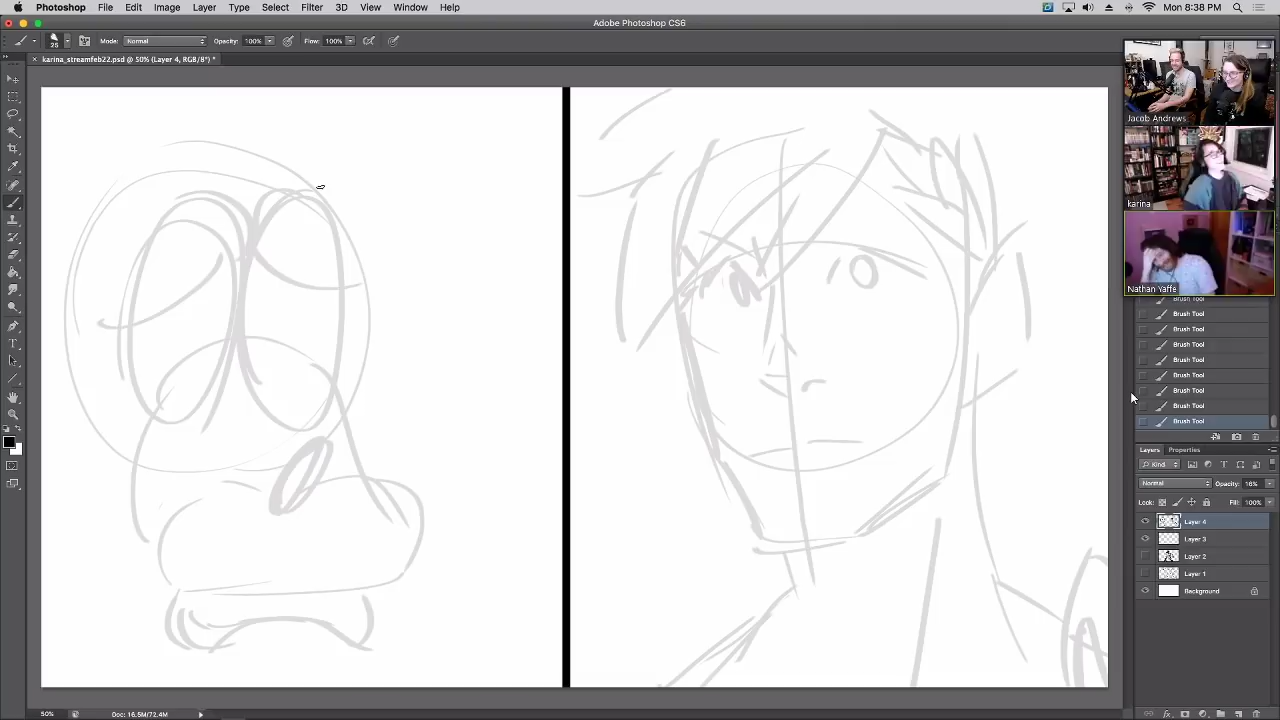 Photoshop File Edit Image Layer Type Select Filter 3D View Window Help Mon 8:38 PM
Adobe Photoshop CS6
25 Mode: Normal Opacity: 100% Flow: 100%
karina_streamfeb22.psd @ 50% (Layer 4, RGB/8*) *
Jacob Andrews
karina
Nathan Yaffe
Brush Tool
Brush Tool
Brush Tool
Brush Tool
Brush Tool
Brush Tool
Brush Tool
Brush Tool
Brush Tool
Layers Properties
Kind
Normal Opacity: 16%
Lock: Fill: 100%
Layer 4
Layer 3
Layer 2
Layer 1
Background
50% Doc: 16.5M/72.4M